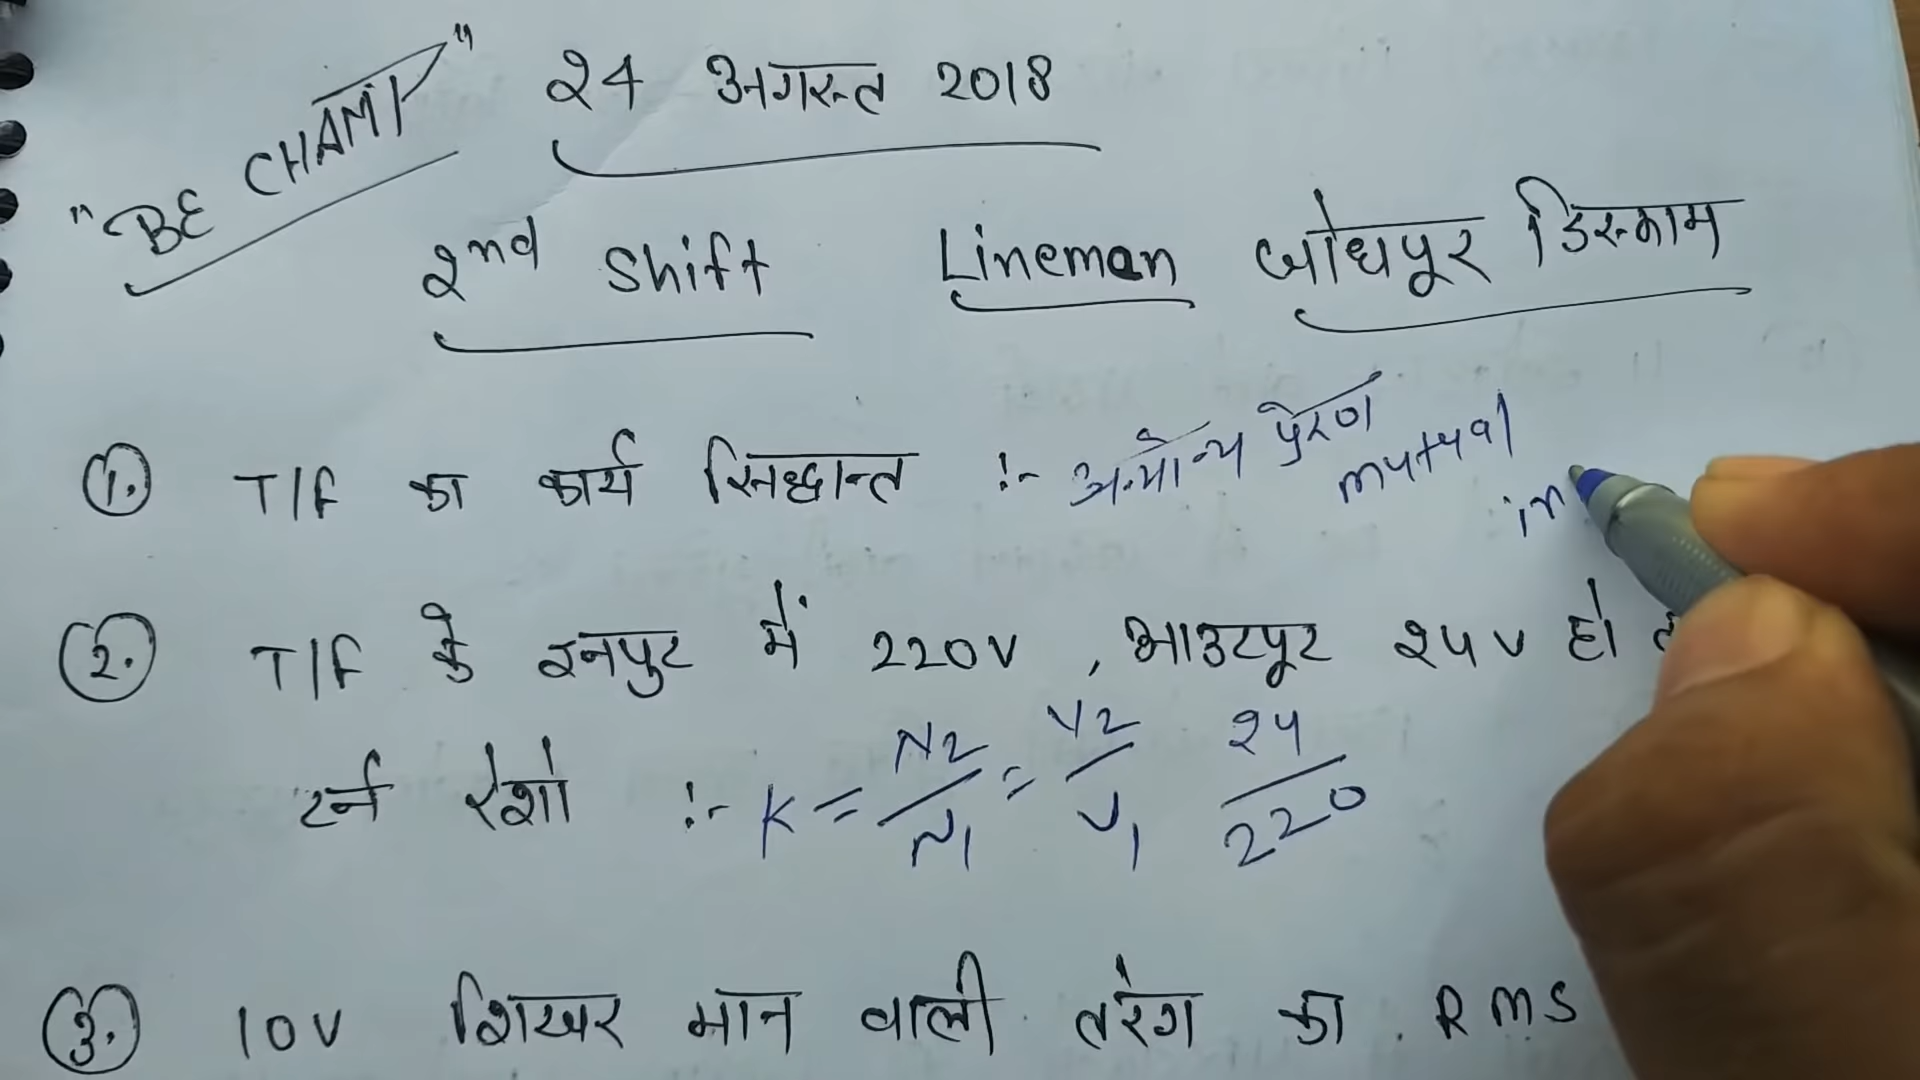 "BE CHAMP"
24 अगस्त 2018
2nd Shift Lineman जोधपुर डिस्काम
1. T/F का कार्य सिद्धान्त :- अन्योन्य प्रेरण
mutual
in
2. T/F के इनपुट में 220V , आउटपूट 24V हो
टर्न रेशो :- K = N2/N1 = V2/V1 24/220
3. 10V शिखर मान वाली तरंग का . RMS